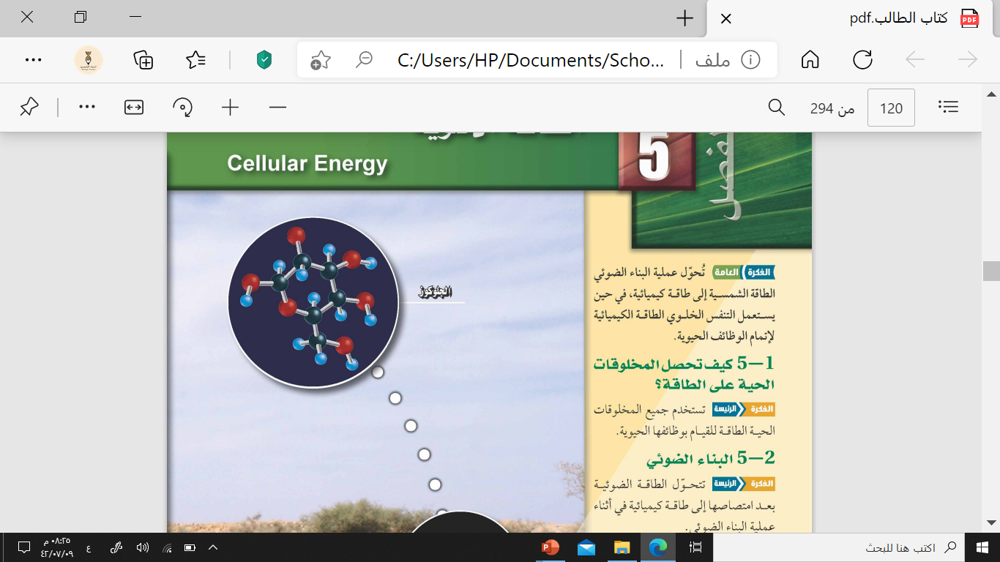 كتاب الطالب.pdf
ملف
C:/Users/HP/Documents/Scho...
120
من 294
5
Cellular Energy
الفكرة العامة تُحوّل عملية البناء الضوئي
الطاقة الشمسية إلى طاقة كيميائية، في حين
يستعمل التنفس الخلوي الطاقة الكيميائية
لإتمام الوظائف الحيوية.
5–1 كيف تحصل المخلوقات
الحية على الطاقة؟
الفكرة الرئيسة تستخدم جميع المخلوقات
الحية الطاقة للقيام بوظائفها الحيوية.
5–2 البناء الضوئي
الفكرة الرئيسة تتحوّل الطاقة الضوئية
بعد امتصاصها إلى طاقة كيميائية في أثناء
عملية البناء الضوئي.
الجلوكوز
اكتب هنا للبحث
ع
٠٨:٢٥ م
٤٢/٠٧/٠٩